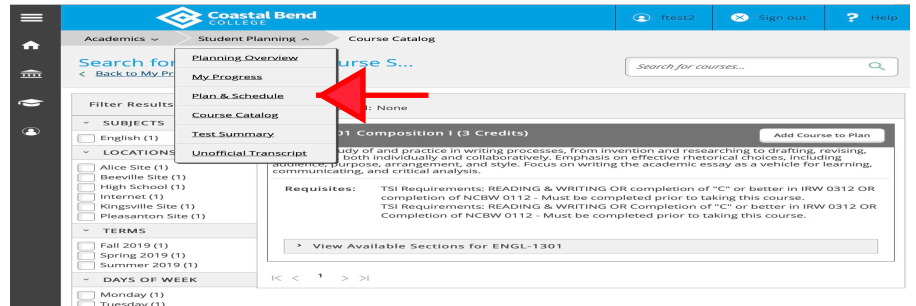 Coastal Bend
COLLEGE
ftest2
Sign out
? Help
Academics
Student Planning
Course Catalog
Search for
urse S...
< Back to My Pr
Search for courses...
Planning Overview
My Progress
Plan & Schedule
Course Catalog
Test Summary
Unofficial Transcript
Filter Results
: None
SUBJECTS
English (1)
LOCATIONS
Alice Site (1)
Beeville Site (1)
High School (1)
Internet (1)
Kingsville Site (1)
Pleasanton Site (1)
TERMS
Fall 2019 (1)
Spring 2019 (1)
Summer 2019 (1)
DAYS OF WEEK
Monday (1)
Tuesday (1)
01 Composition I (3 Credits)
Add Course to Plan
udy of and practice in writing processes, from invention and researching to drafting, revising,
both individually and collaboratively. Emphasis on effective rhetorical choices, including
audience, purpose, arrangement, and style. Focus on writing the academic essay as a vehicle for learning,
communicating, and critical analysis.
Requisites:
TSI Requirements: READING & WRITING OR completion of "C" or better in IRW 0312 OR
completion of NCBW 0112 - Must be completed prior to taking this course.
TSI Requirements: READING & WRITING OR Completion of "C" or better in IRW 0312 OR
Completion of NCBW 0112 - Must be completed prior to taking this course.
> View Available Sections for ENGL-1301
|< < 1 > >|